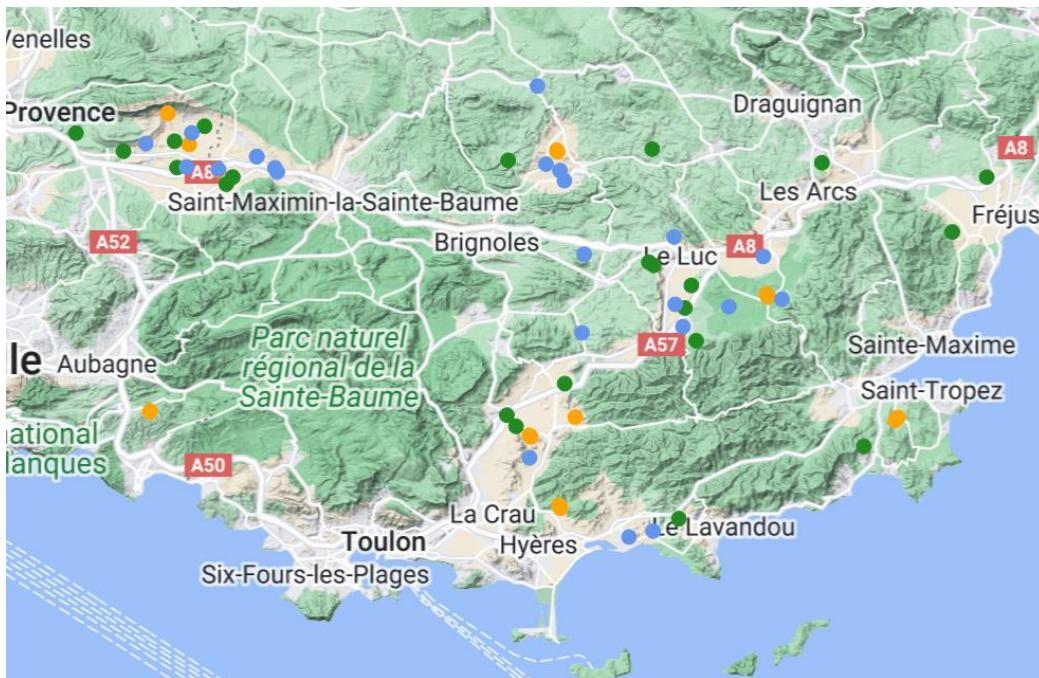 Venelles
Provence
Draguignan
A8
A8
Les Arcs
Saint-Maximin-la-Sainte-Baume
Fréjus
A52
Brignoles
Le Luc
A8
Parc naturel
régional de la
Sainte-Baume
A57
lle
Aubagne
Sainte-Maxime
Saint-Tropez
national
lanques
A50
La Crau
Toulon
Hyères
Le Lavandou
Six-Fours-les-Plages